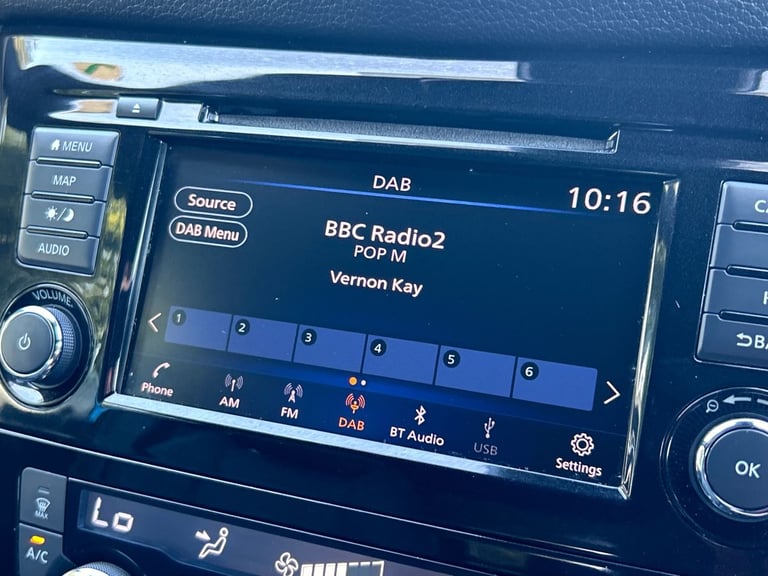 MENU
MAP
AUDIO
VOLUME
DAB
10:16
Source
DAB Menu
BBC Radio2
POP M
Vernon Kay
1
2
3
4
5
6
Phone
AM
FM
DAB
BT Audio
USB
Settings
OK
MAX
A/C
Lo